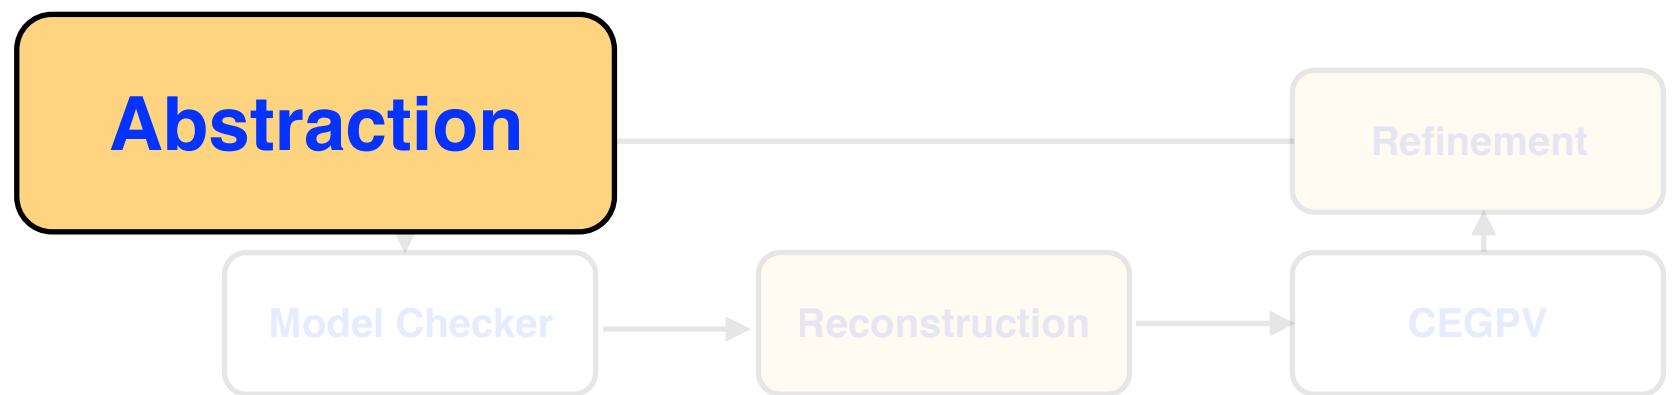 Abstraction
Refinement
Model Checker
Reconstruction
CEGPV